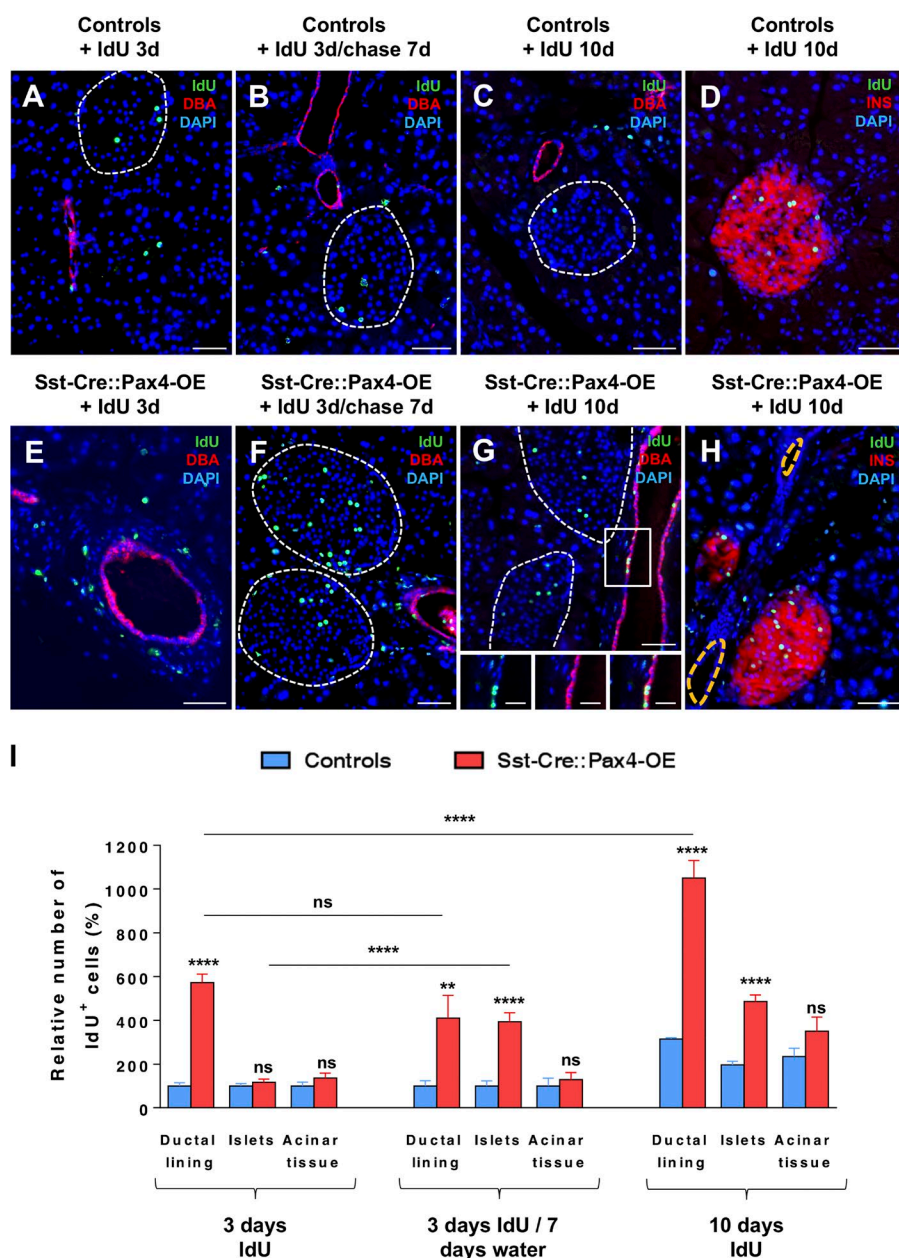 Controls
+ IdU 3d
Controls
+ IdU 3d/chase 7d
Controls
+ IdU 10d
Controls
+ IdU 10d
A
IdU
DBA
DAPI
B
IdU
DBA
DAPI
C
IdU
DBA
DAPI
D
IdU
INS
DAPI
Sst-Cre::Pax4-OE
+ IdU 3d
Sst-Cre::Pax4-OE
+ IdU 3d/chase 7d
Sst-Cre::Pax4-OE
+ IdU 10d
Sst-Cre::Pax4-OE
+ IdU 10d
E
IdU
DBA
DAPI
F
IdU
DBA
DAPI
G
IdU
DBA
DAPI
H
IdU
INS
DAPI
I
Controls
Sst-Cre::Pax4-OE
Relative number of
IdU+ cells (%)
1200
1000
800
600
400
200
0
****
ns
****
****
ns
ns
**
****
ns
****
****
ns
Ductal
lining
Islets
Acinar
tissue
Ductal
lining
Islets
Acinar
tissue
Ductal
lining
Islets
Acinar
tissue
3 days
IdU
3 days IdU / 7
days water
10 days
IdU